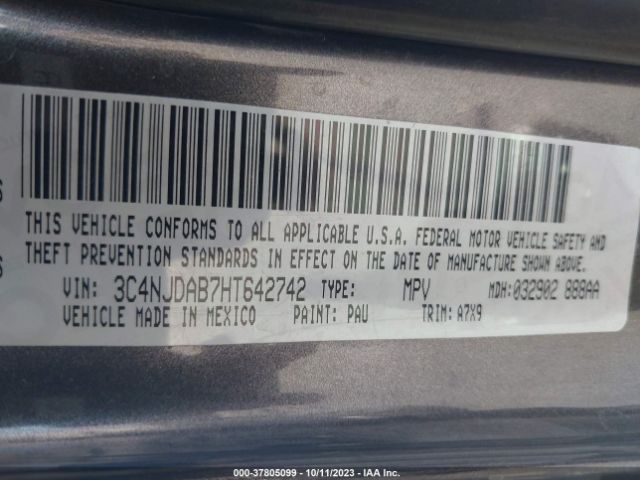 THIS VEHICLE CONFORMS TO ALL APPLICABLE U.S.A. FEDERAL MOTOR VEHICLE SAFETY AND
THEFT PREVENTION STANDARDS IN EFFECT ON THE DATE OF MANUFACTURE SHOWN ABOVE.
VIN: 3C4NJDAB7HT642742 TYPE: MPV MDH:032902 888AA
VEHICLE MADE IN MEXICO PAINT: PAU TRIM: A7X9
000-37805099 - 10/11/2023 - IAA Inc.